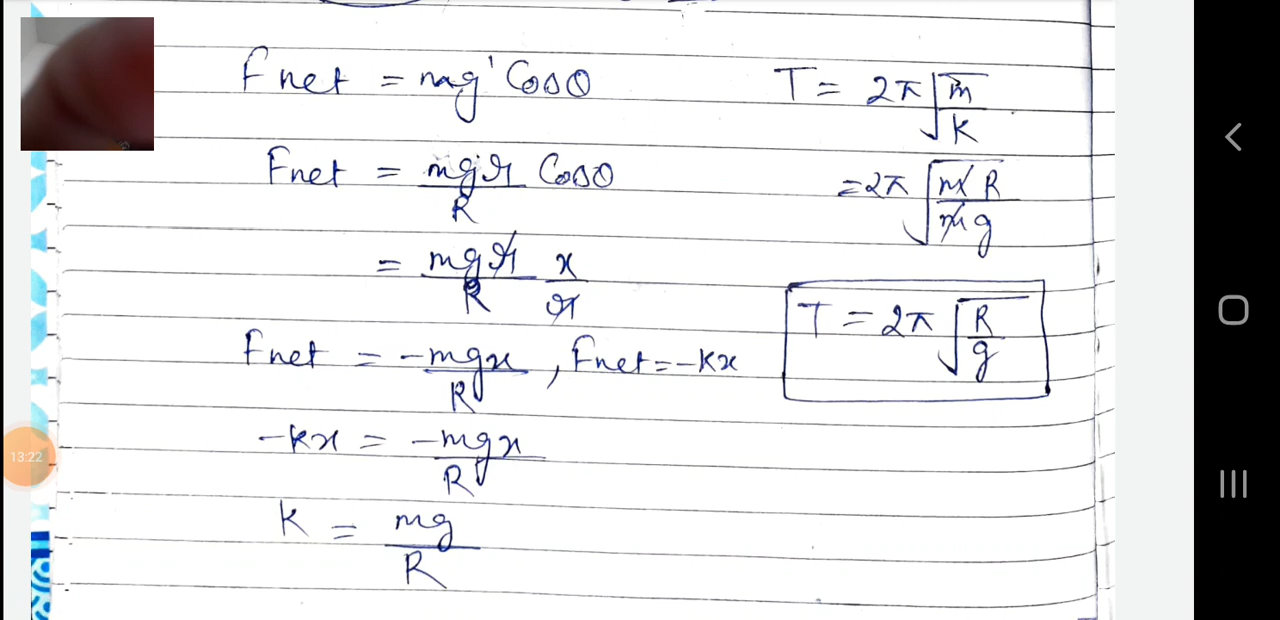 Fnet = mg' Cosθ
Fnet = mgr/R Cosθ
= mgr/R x/r
Fnet = -mgx/R , Fnet = -kx
-kx = -mgx/R
k = mg/R
T = 2π√m/k
= 2π√mR/mg
T = 2π√R/g
13:22